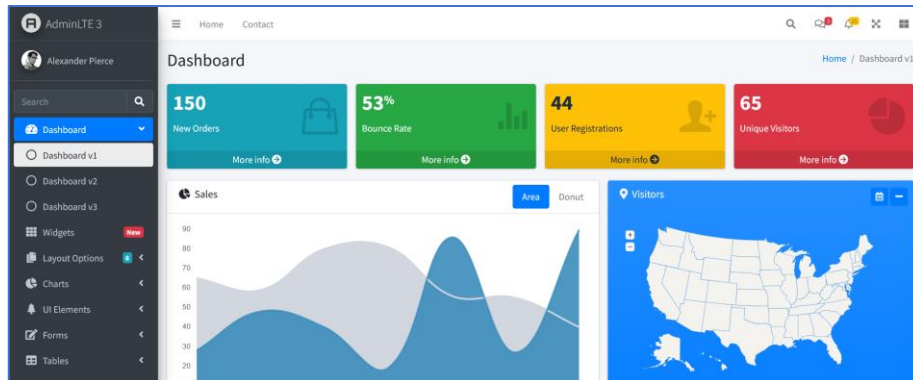 AdminLTE 3
Alexander Pierce
Search
Dashboard
Dashboard v1
Dashboard v2
Dashboard v3
Widgets New
Layout Options 6
Charts
UI Elements
Forms
Tables
Home Contact
Dashboard
Home / Dashboard v1
150
New Orders
More info
53%
Bounce Rate
More info
44
User Registrations
More info
65
Unique Visitors
More info
Sales
Area Donut
90
80
70
60
50
40
30
20
Visitors
+
−